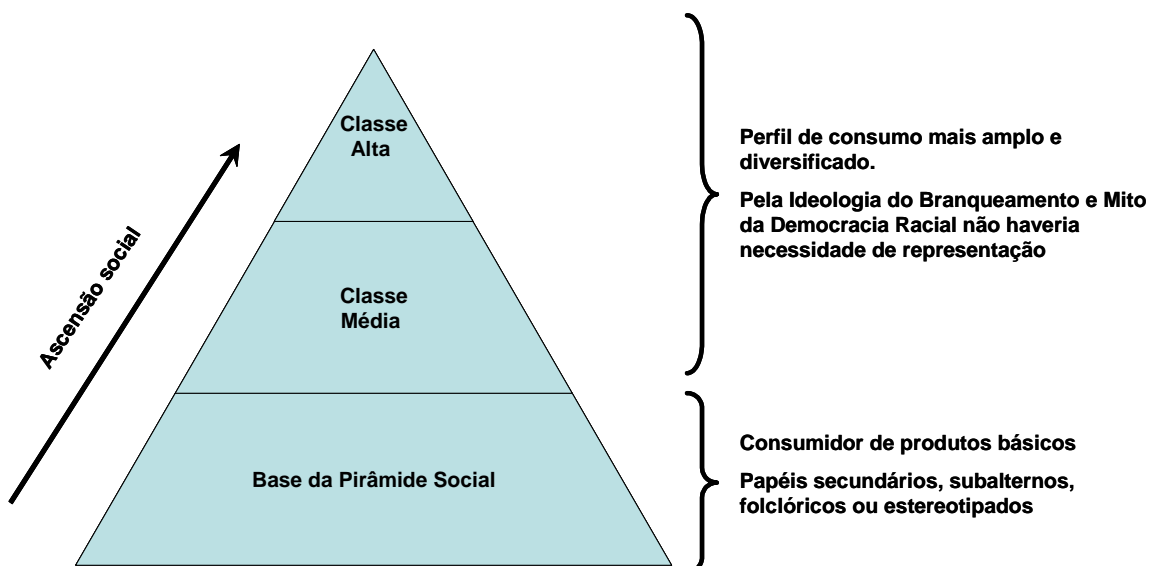 Classe
Alta
Classe
Média
Base da Pirâmide Social
Ascensão social
Perfil de consumo mais amplo e
diversificado.
Pela Ideologia do Branqueamento e Mito
da Democracia Racial não haveria
necessidade de representação
Consumidor de produtos básicos
Papéis secundários, subalternos,
folclóricos ou estereotipados